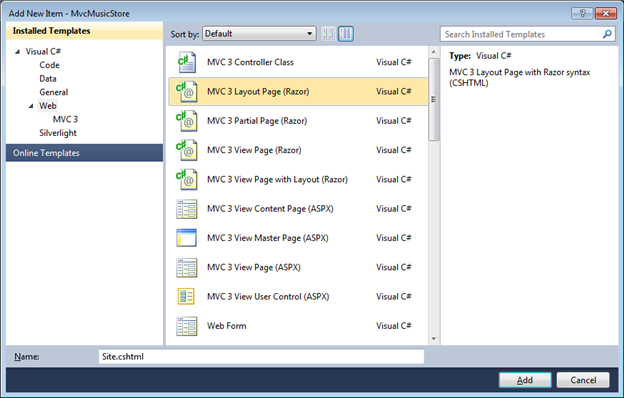 Add New Item - MvcMusicStore
Installed Templates
Visual C#
Code
Data
General
Web
MVC 3
Silverlight
Online Templates
Sort by: Default
MVC 3 Controller Class Visual C#
MVC 3 Layout Page (Razor) Visual C#
MVC 3 Partial Page (Razor) Visual C#
MVC 3 View Page (Razor) Visual C#
MVC 3 View Page with Layout (Razor) Visual C#
MVC 3 View Content Page (ASPX) Visual C#
MVC 3 View Master Page (ASPX) Visual C#
MVC 3 View Page (ASPX) Visual C#
MVC 3 View User Control (ASPX) Visual C#
Web Form Visual C#
Search Installed Templates
Type: Visual C#
MVC 3 Layout Page with Razor syntax
(CSHTML)
Name: Site.cshtml
Add Cancel